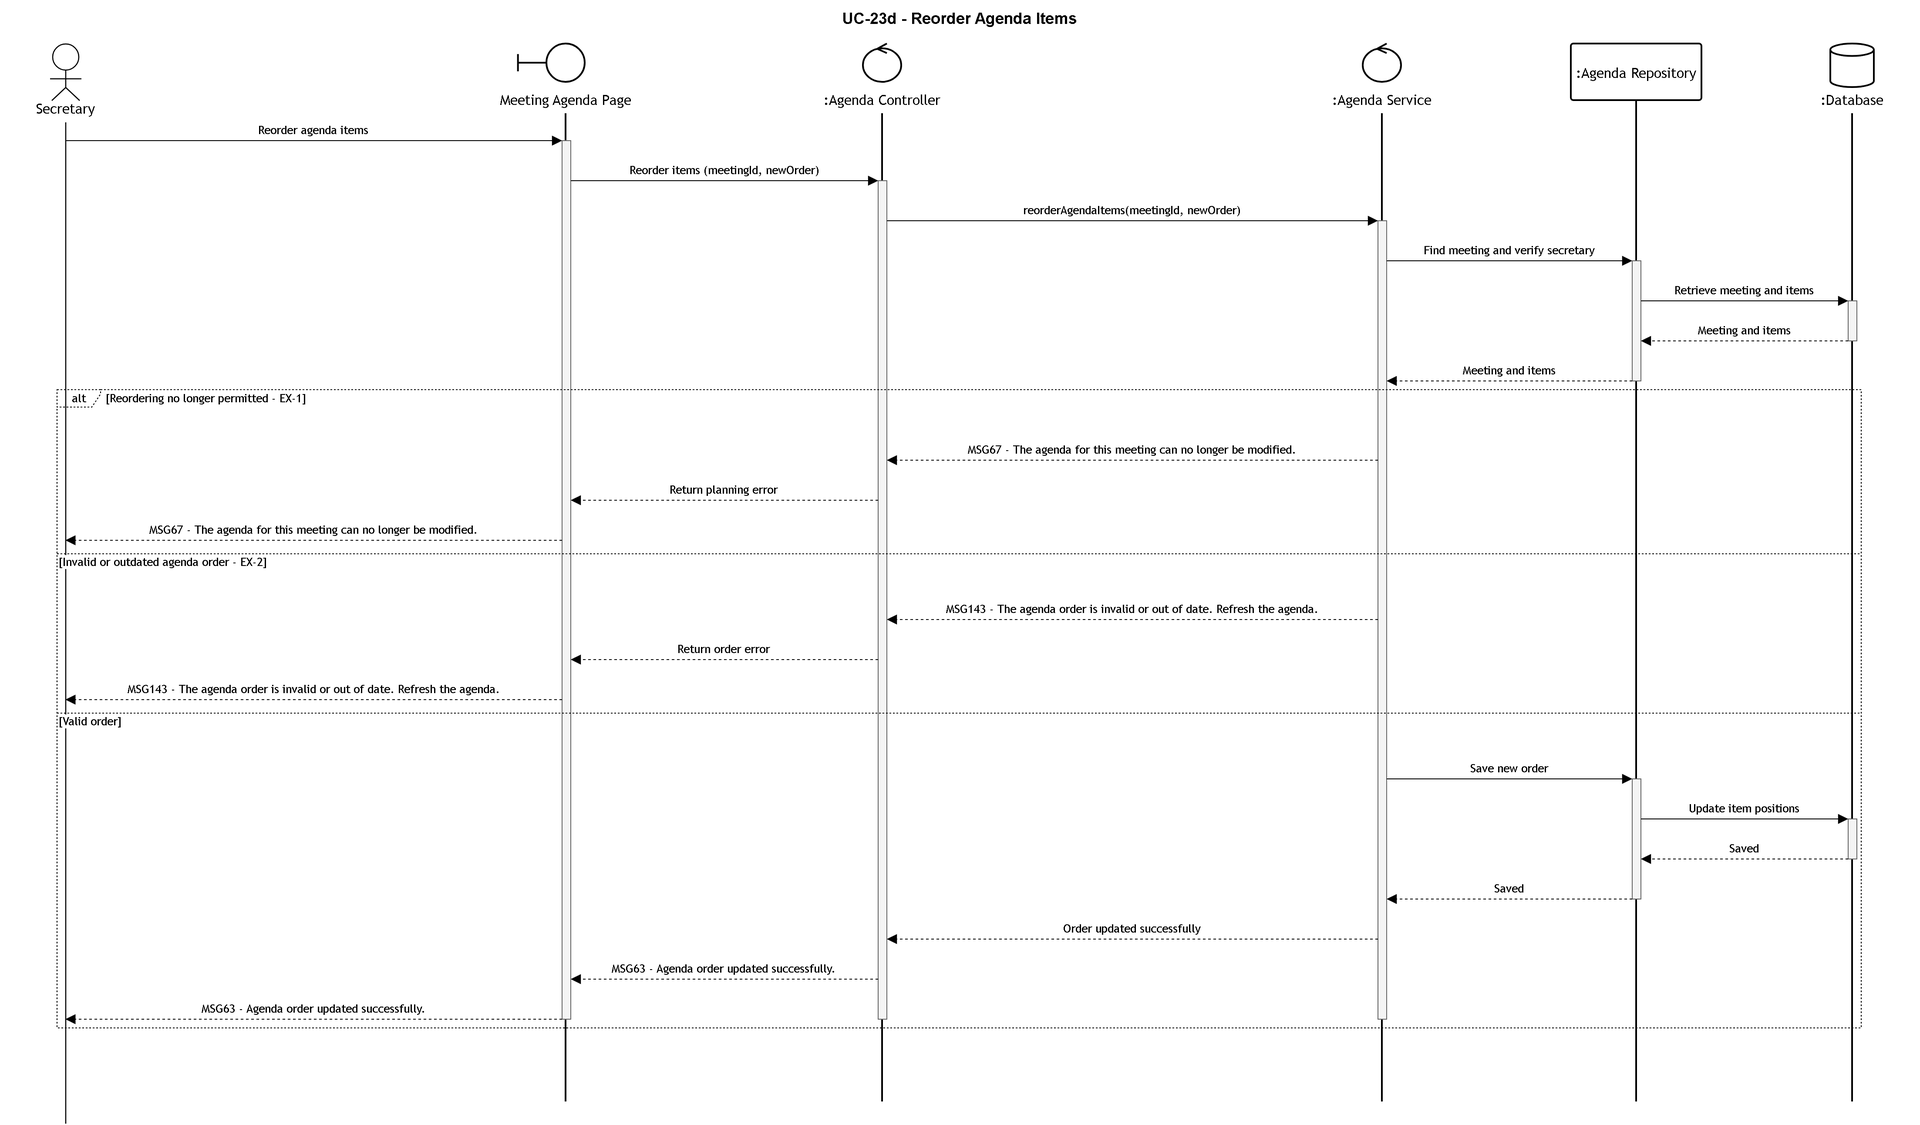 UC-23d - Reorder Agenda Items
Secretary
Meeting Agenda Page
:Agenda Controller
:Agenda Service
:Agenda Repository
:Database
Reorder agenda items
Reorder items (meetingId, newOrder)
reorderAgendaItems(meetingId, newOrder)
Find meeting and verify secretary
Retrieve meeting and items
Meeting and items
Meeting and items
alt [Reordering no longer permitted - EX-1]
MSG67 - The agenda for this meeting can no longer be modified.
Return planning error
MSG67 - The agenda for this meeting can no longer be modified.
[Invalid or outdated agenda order - EX-2]
MSG143 - The agenda order is invalid or out of date. Refresh the agenda.
Return order error
MSG143 - The agenda order is invalid or out of date. Refresh the agenda.
[Valid order]
Save new order
Update item positions
Saved
Saved
Order updated successfully
MSG63 - Agenda order updated successfully.
MSG63 - Agenda order updated successfully.